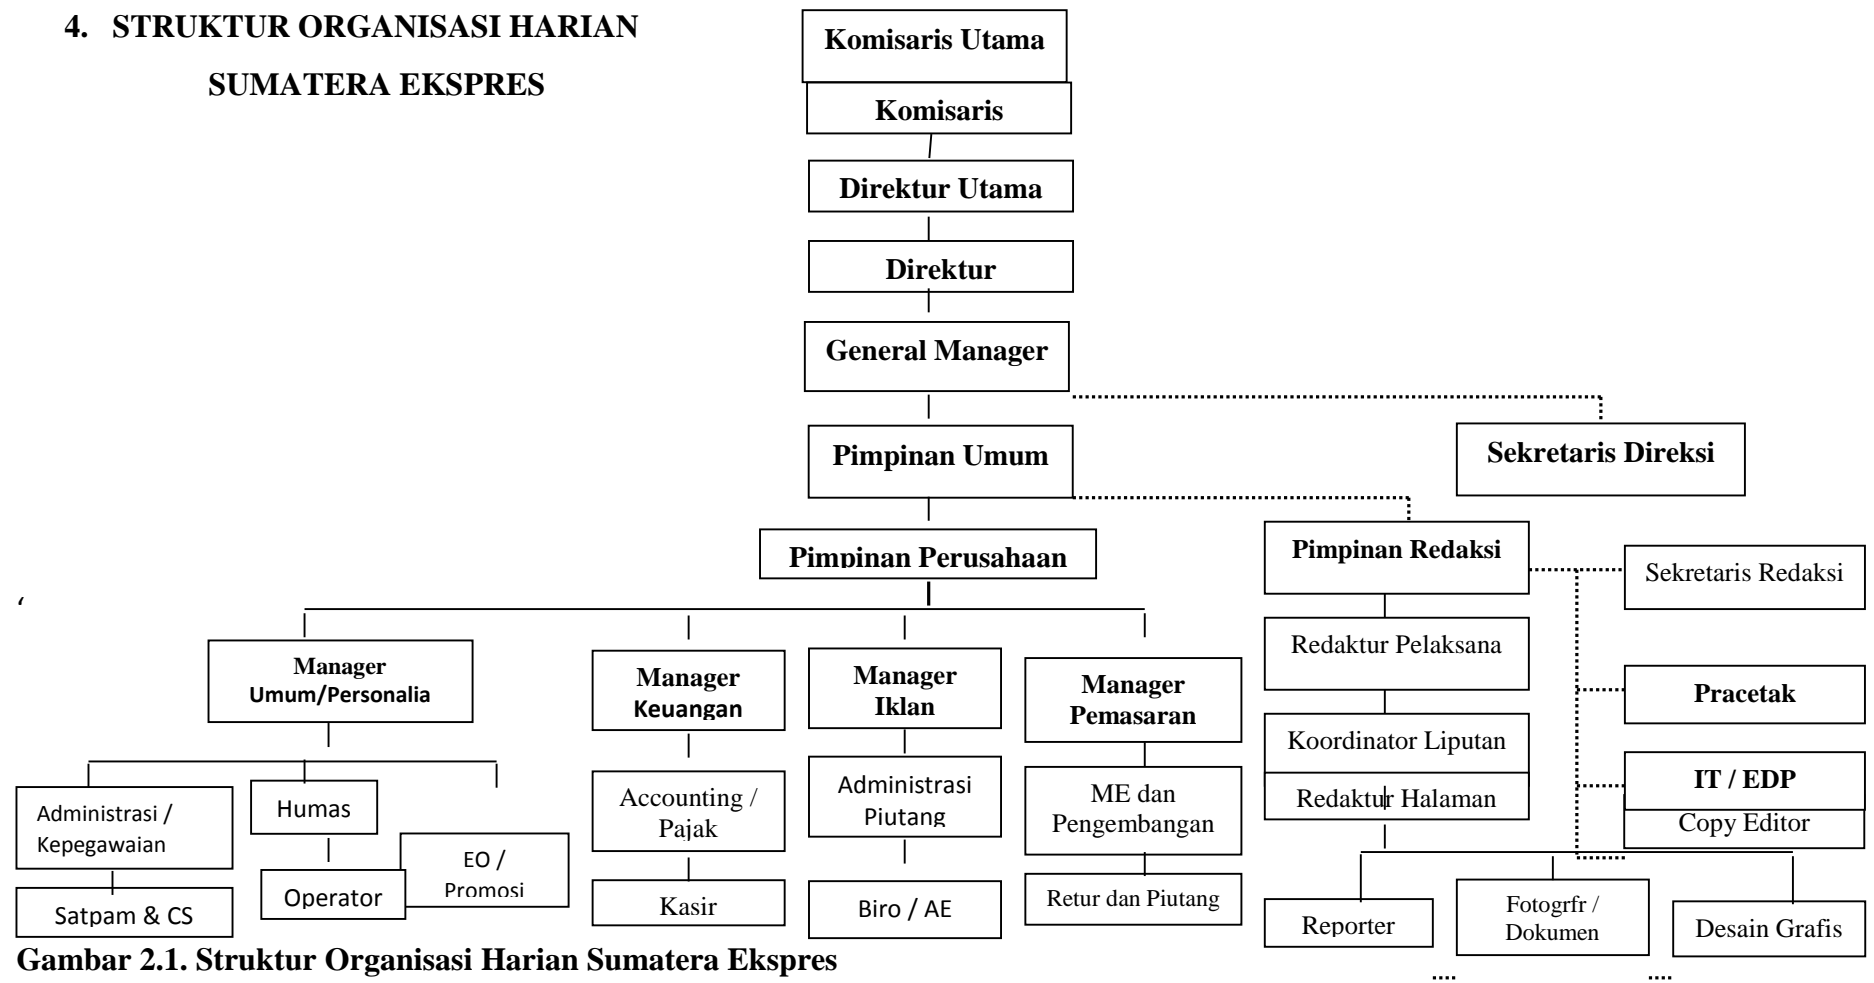 4. STRUKTUR ORGANISASI HARIAN
SUMATERA EKSPRES
Komisaris Utama
Komisaris
Direktur Utama
Direktur
General Manager
Pimpinan Umum
Sekretaris Direksi
Pimpinan Perusahaan
Pimpinan Redaksi
Sekretaris Redaksi
‘
Manager
Umum/Personalia
Manager
Keuangan
Manager
Iklan
Manager
Pemasaran
Redaktur Pelaksana
Pracetak
Koordinator Liputan
IT / EDP
Redaktur Halaman
Copy Editor
Administrasi /
Kepegawaian
Humas
EO /
Promosi
Accounting /
Pajak
Administrasi
Piutang
ME dan
Pengembangan
Satpam & CS
Operator
Kasir
Biro / AE
Retur dan Piutang
Reporter
Fotogrfr /
Dokumen
Desain Grafis
Gambar 2.1. Struktur Organisasi Harian Sumatera Ekspres